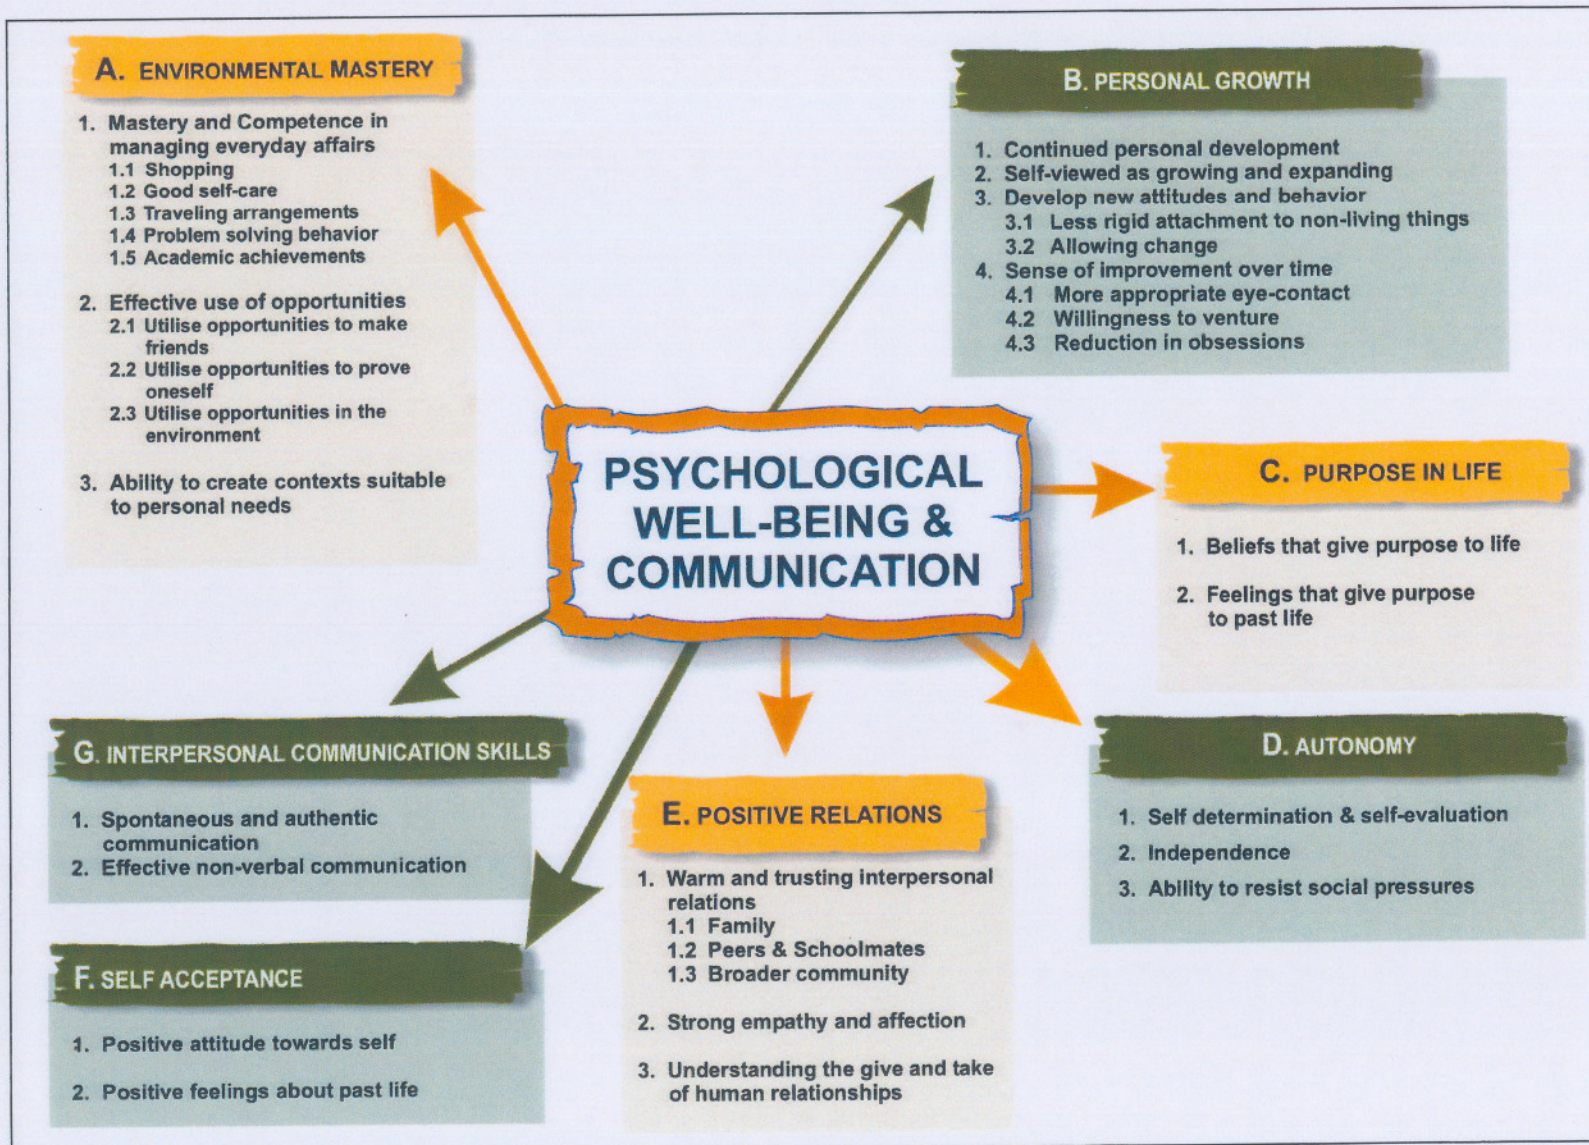 A. ENVIRONMENTAL MASTERY
1. Mastery and Competence in
managing everyday affairs
1.1 Shopping
1.2 Good self-care
1.3 Traveling arrangements
1.4 Problem solving behavior
1.5 Academic achievements
2. Effective use of opportunities
2.1 Utilise opportunities to make
friends
2.2 Utilise opportunities to prove
oneself
2.3 Utilise opportunities in the
environment
3. Ability to create contexts suitable
to personal needs
B. PERSONAL GROWTH
1. Continued personal development
2. Self-viewed as growing and expanding
3. Develop new attitudes and behavior
3.1 Less rigid attachment to non-living things
3.2 Allowing change
4. Sense of improvement over time
4.1 More appropriate eye-contact
4.2 Willingness to venture
4.3 Reduction in obsessions
PSYCHOLOGICAL
WELL-BEING &
COMMUNICATION
C. PURPOSE IN LIFE
1. Beliefs that give purpose to life
2. Feelings that give purpose
to past life
D. AUTONOMY
1. Self determination & self-evaluation
2. Independence
3. Ability to resist social pressures
E. POSITIVE RELATIONS
1. Warm and trusting interpersonal
relations
1.1 Family
1.2 Peers & Schoolmates
1.3 Broader community
2. Strong empathy and affection
3. Understanding the give and take
of human relationships
G. INTERPERSONAL COMMUNICATION SKILLS
1. Spontaneous and authentic
communication
2. Effective non-verbal communication
F. SELF ACCEPTANCE
1. Positive attitude towards self
2. Positive feelings about past life